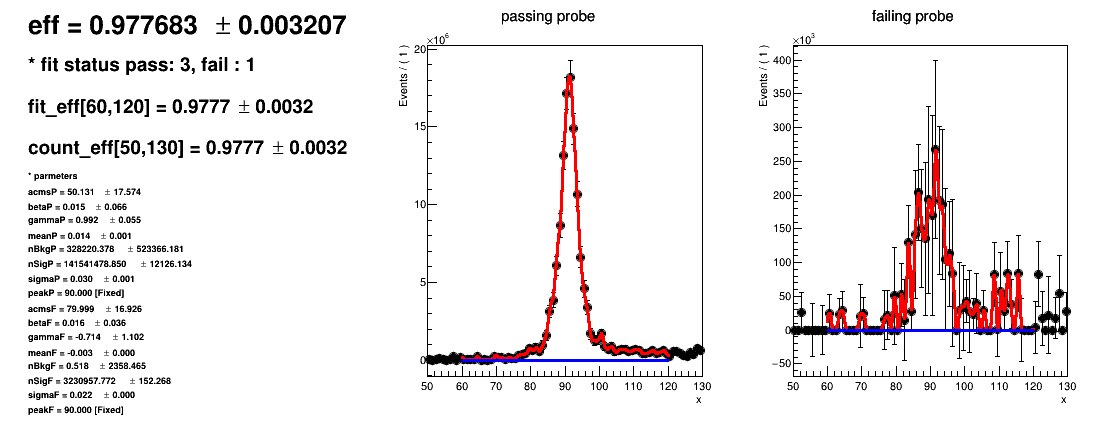 eff = 0.977683 ± 0.003207
* fit status pass: 3, fail : 1
fit_eff[60,120] = 0.9777 ± 0.0032
count_eff[50,130] = 0.9777 ± 0.0032
* parmeters
acmsP = 50.131 ± 17.574
betaP = 0.015 ± 0.066
gammaP = 0.992 ± 0.055
meanP = 0.014 ± 0.001
nBkgP = 328220.378 ± 523366.181
nSigP = 141541478.850 ± 12126.134
sigmaP = 0.030 ± 0.001
peakP = 90.000 [Fixed]
acmsF = 79.999 ± 16.926
betaF = 0.016 ± 0.036
gammaF = -0.714 ± 1.102
meanF = -0.003 ± 0.000
nBkgF = 0.518 ± 2358.465
nSigF = 3230957.772 ± 152.268
sigmaF = 0.022 ± 0.000
peakF = 90.000 [Fixed]
passing probe
×10⁶
Events / ( 1 )
20
15
10
5
0
50 60 70 80 90 100 110 120 130
x
failing probe
×10³
Events / ( 1 )
400
350
300
250
200
150
100
50
0
−50
50 60 70 80 90 100 110 120 130
x